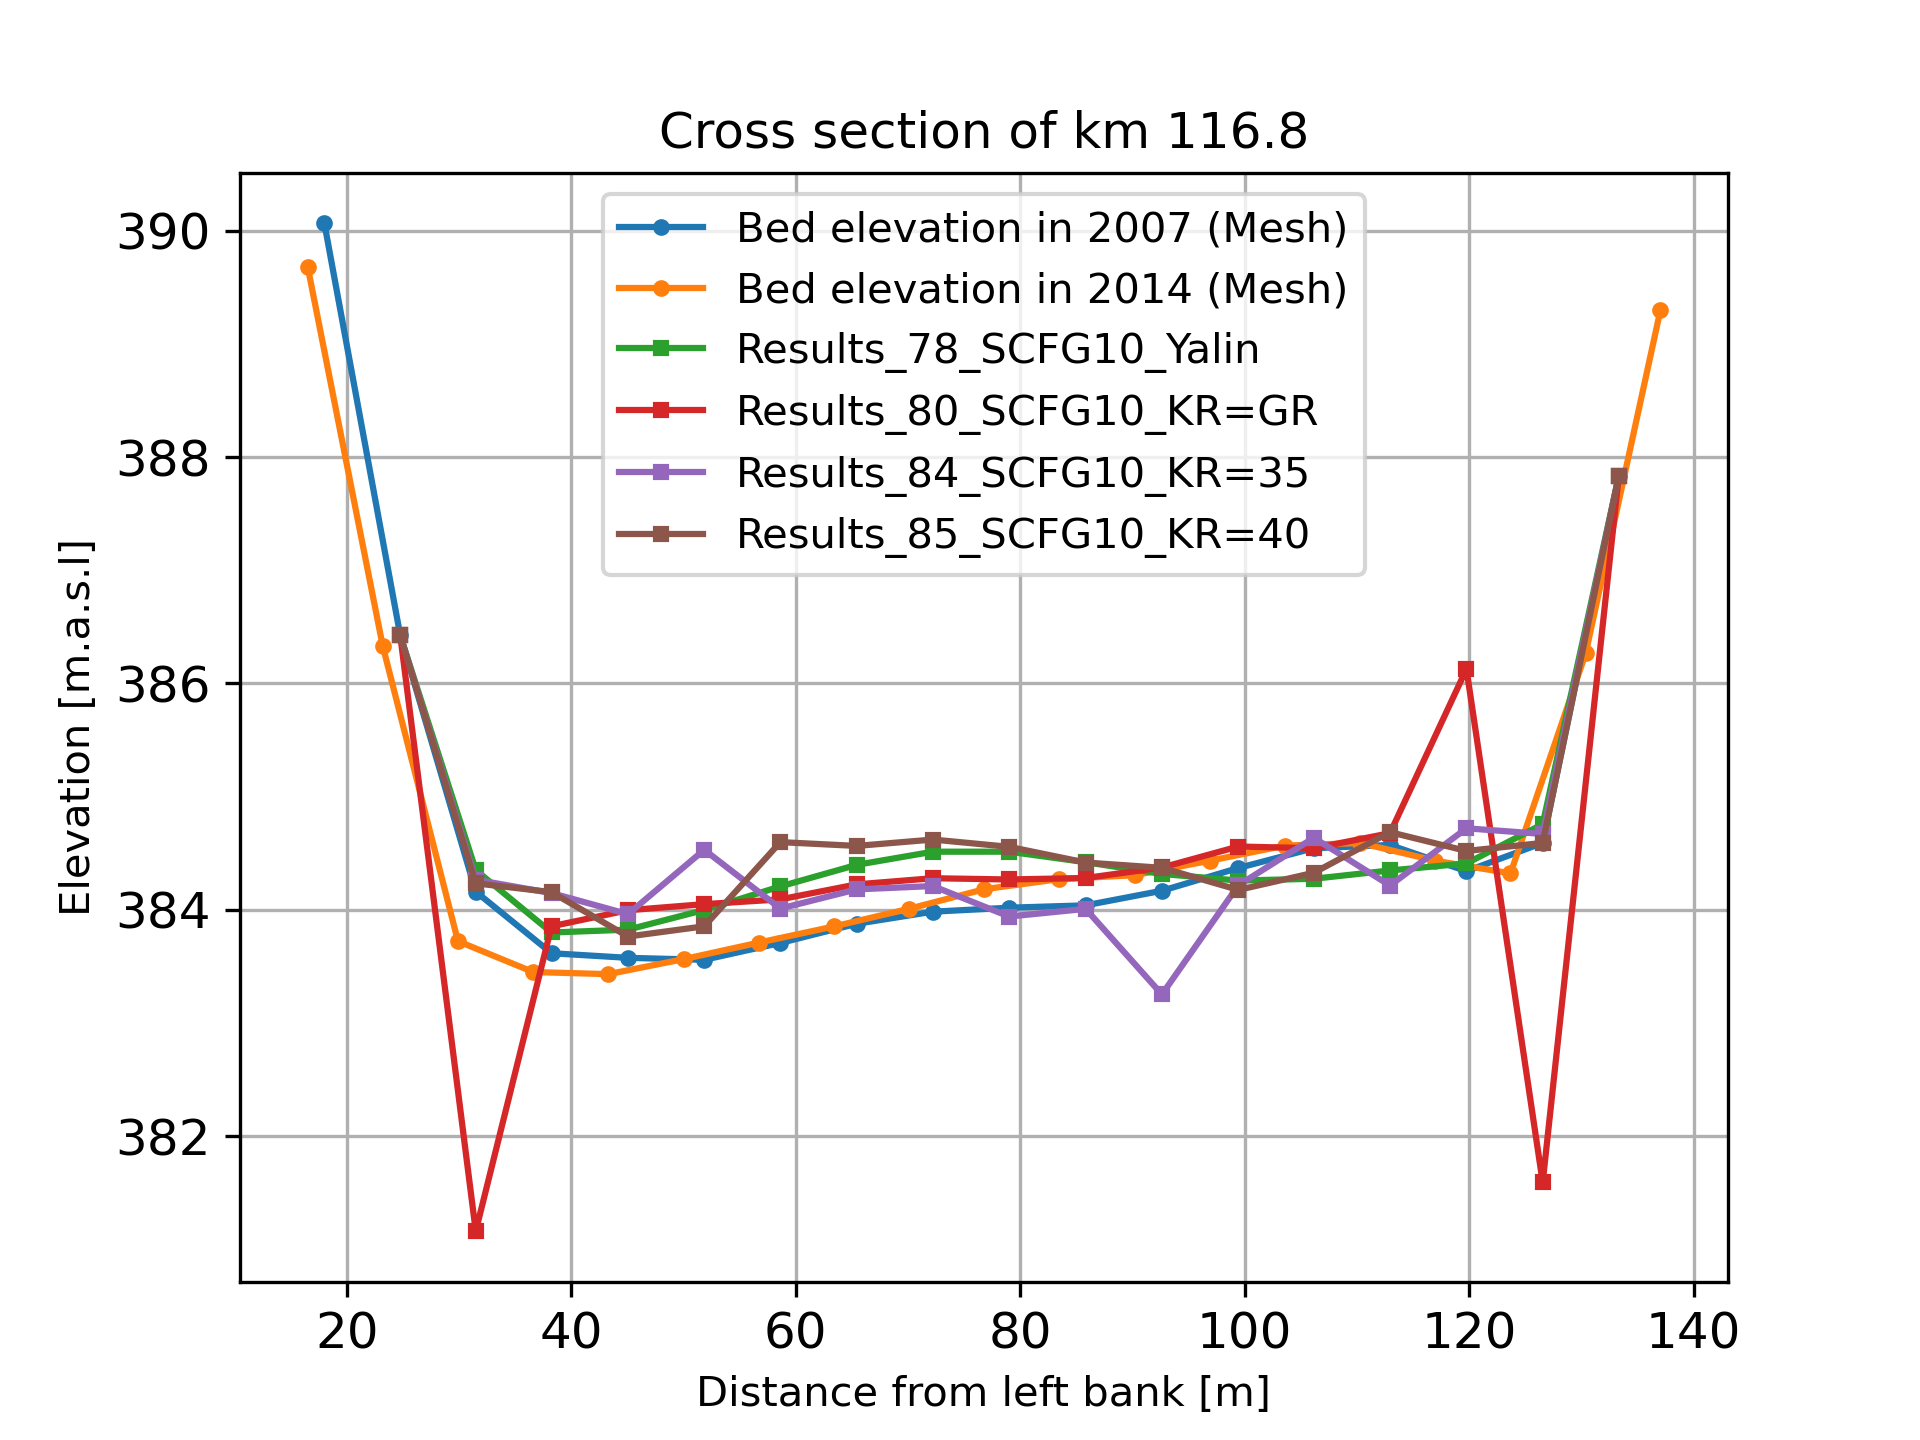 Cross section of km 116.8
Bed elevation in 2007 (Mesh)
Bed elevation in 2014 (Mesh)
Results_78_SCFG10_Yalin
Results_80_SCFG10_KR=GR
Results_84_SCFG10_KR=35
Results_85_SCFG10_KR=40
Elevation [m.a.s.l]
390
388
386
384
382
20 40 60 80 100 120 140
Distance from left bank [m]